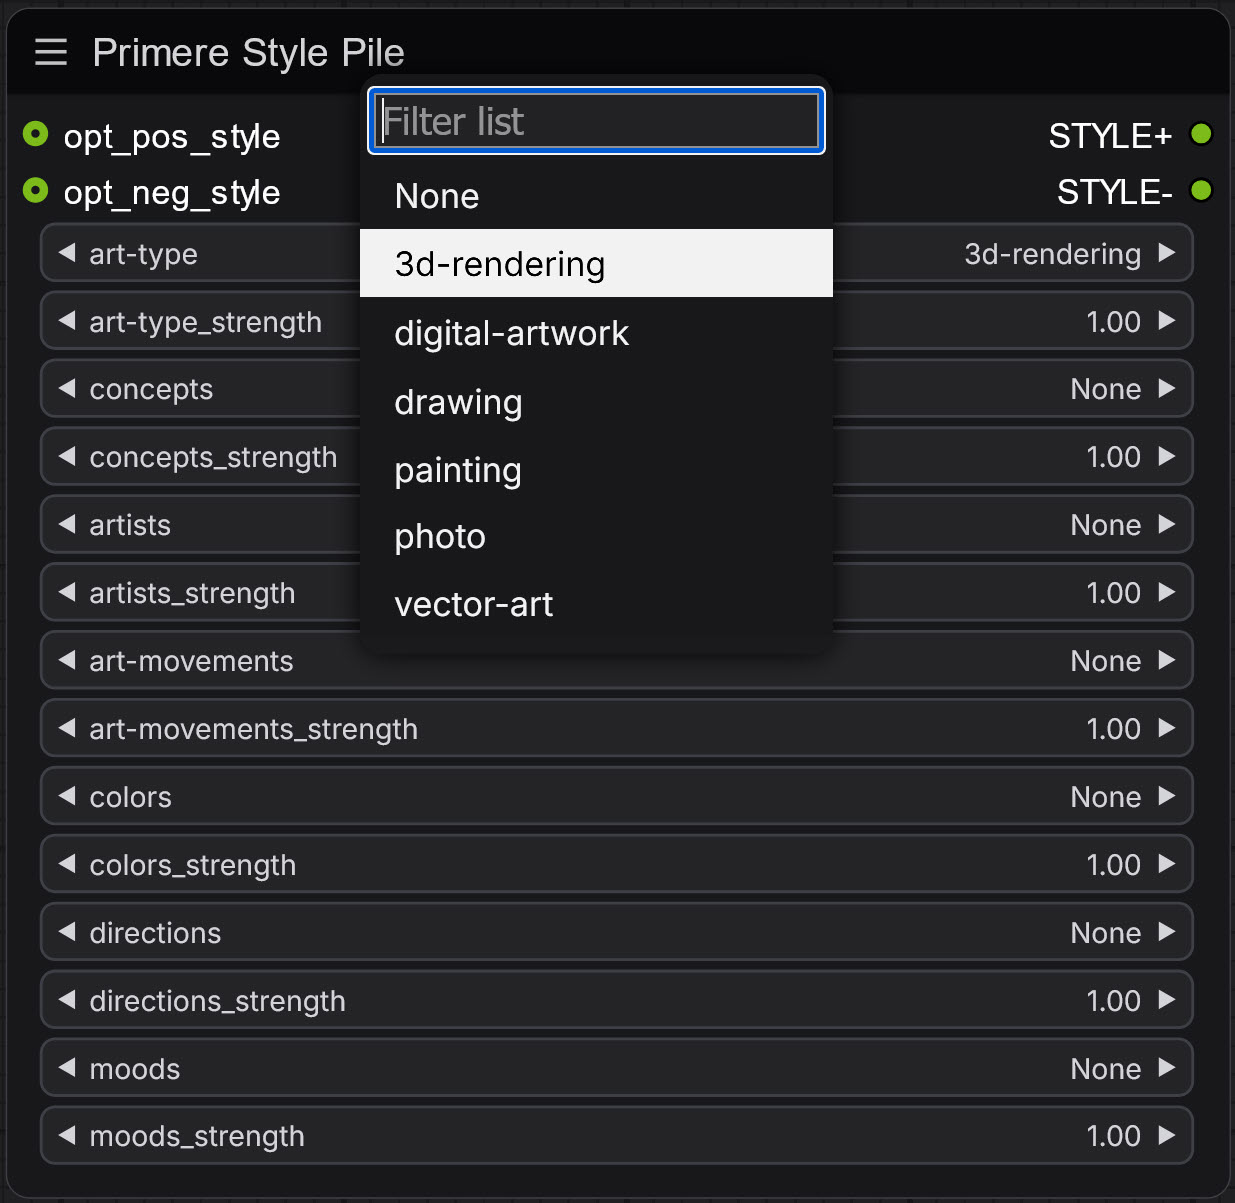 Primere Style Pile
Filter list
opt_pos_style
STYLE+
opt_neg_style
STYLE-
None
3d-rendering
digital-artwork
drawing
painting
photo
vector-art
art-type 3d-rendering
art-type_strength 1.00
concepts None
concepts_strength 1.00
artists None
artists_strength 1.00
art-movements None
art-movements_strength 1.00
colors None
colors_strength 1.00
directions None
directions_strength 1.00
moods None
moods_strength 1.00